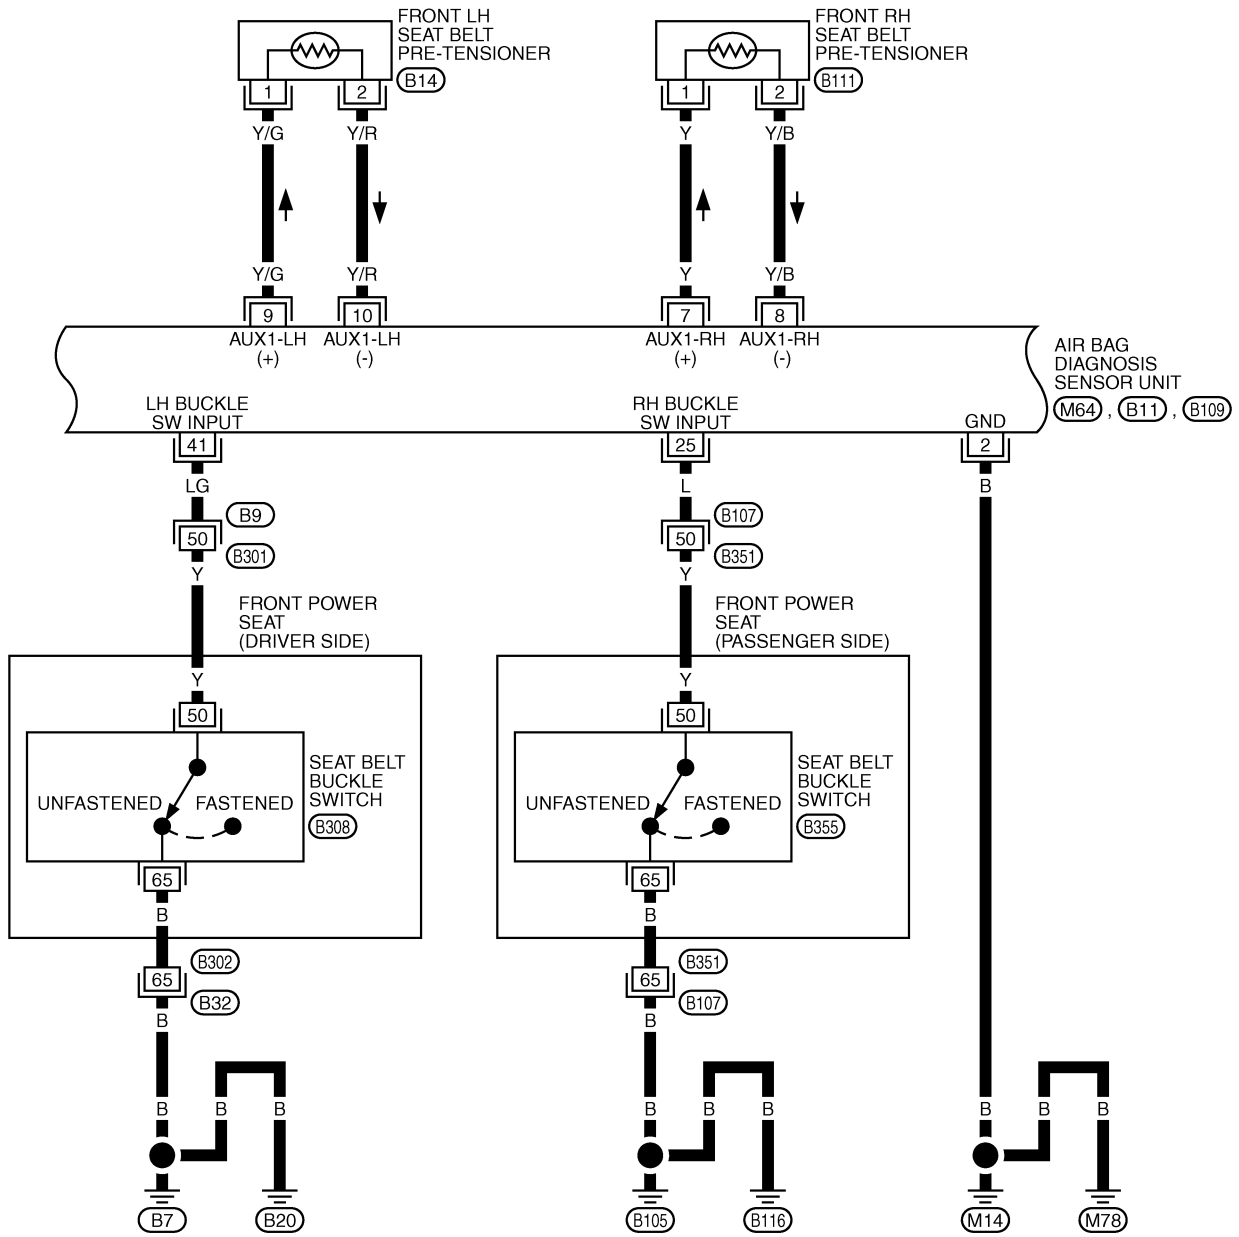 FRONT LH
SEAT BELT
PRE-TENSIONER
B14
FRONT RH
SEAT BELT
PRE-TENSIONER
B111
1 2 1 2
Y/G Y/R Y Y/B
Y/G Y/R Y Y/B
9 10 7 8
AUX1-LH (+)
AUX1-LH (-)
AUX1-RH (+)
AUX1-RH (-)
AIR BAG
DIAGNOSIS
SENSOR UNIT
M64 , B11 , B109
LH BUCKLE
SW INPUT
RH BUCKLE
SW INPUT
GND
41 25 2
LG L B
B9
50
B301
Y
B107
50
B351
Y
FRONT POWER
SEAT
(DRIVER SIDE)
FRONT POWER
SEAT
(PASSENGER SIDE)
Y
50
Y
50
SEAT BELT
BUCKLE
SWITCH
B308
UNFASTENED FASTENED
SEAT BELT
BUCKLE
SWITCH
B355
UNFASTENED FASTENED
65 65
B B
B302
65
B32
B
B351
65
B107
B
B B B B B B B B B
B7 B20 B105 B116 M14 M78